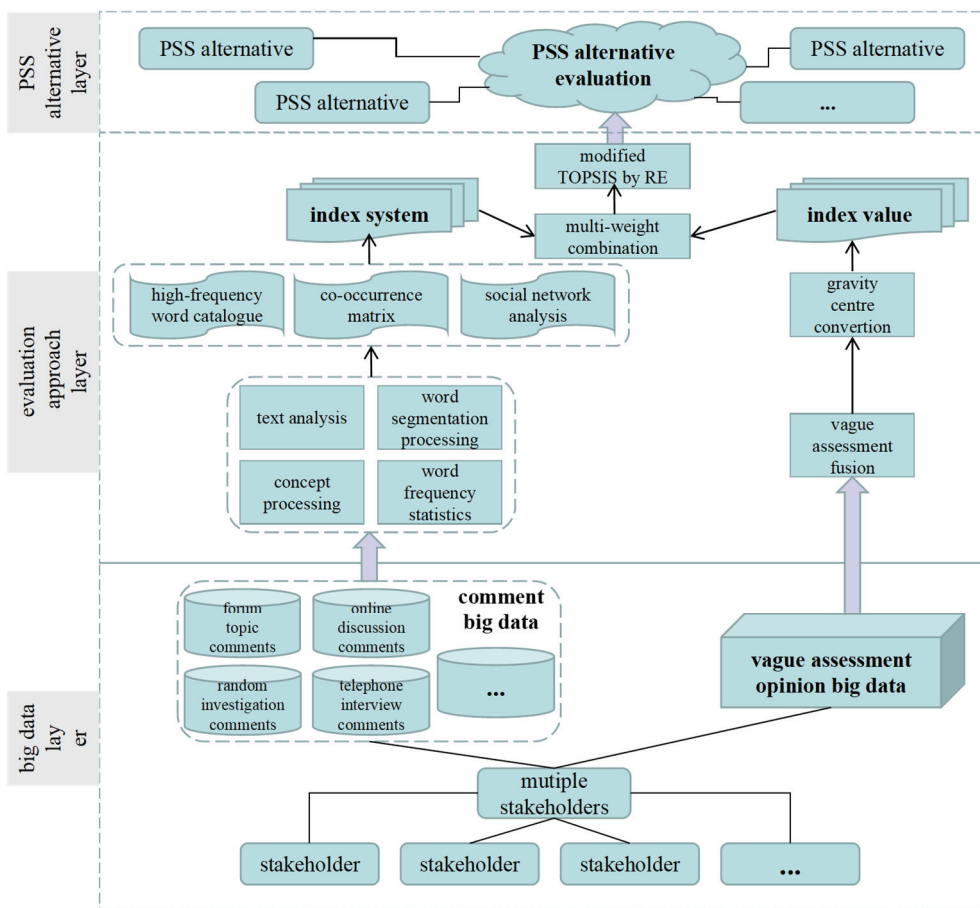 PSS
alternative
layer
PSS alternative
PSS alternative
PSS alternative
evaluation
PSS alternative
...
evaluation
approach
layer
modified
TOPSIS by RE
index system
multi-weight
combination
index value
high-frequency
word catalogue
co-occurrence
matrix
social network
analysis
gravity
centre
convertion
text analysis
word
segmentation
processing
concept
processing
word
frequency
statistics
vague
assessment
fusion
big data
lay
er
forum
topic
comments
online
discussion
comments
comment
big data
random
investigation
comments
telephone
interview
comments
...
vague assessment
opinion big data
mutiple
stakeholders
stakeholder
stakeholder
stakeholder
...